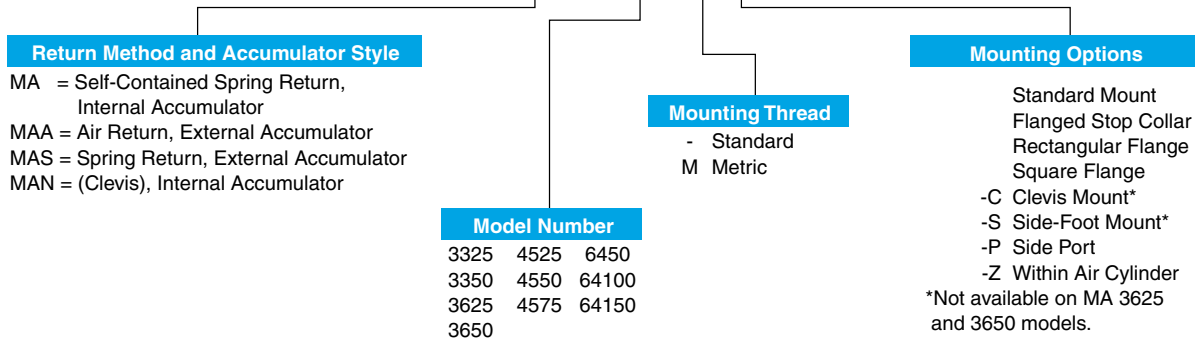 Return Method and Accumulator Style
MA = Self-Contained Spring Return,
Internal Accumulator
MAA = Air Return, External Accumulator
MAS = Spring Return, External Accumulator
MAN = (Clevis), Internal Accumulator
Model Number
3325 4525 6450
3350 4550 64100
3625 4575 64150
3650
Mounting Thread
- Standard
M Metric
Mounting Options
Standard Mount
Flanged Stop Collar
Rectangular Flange
Square Flange
-C Clevis Mount*
-S Side-Foot Mount*
-P Side Port
-Z Within Air Cylinder
*Not available on MA 3625
and 3650 models.